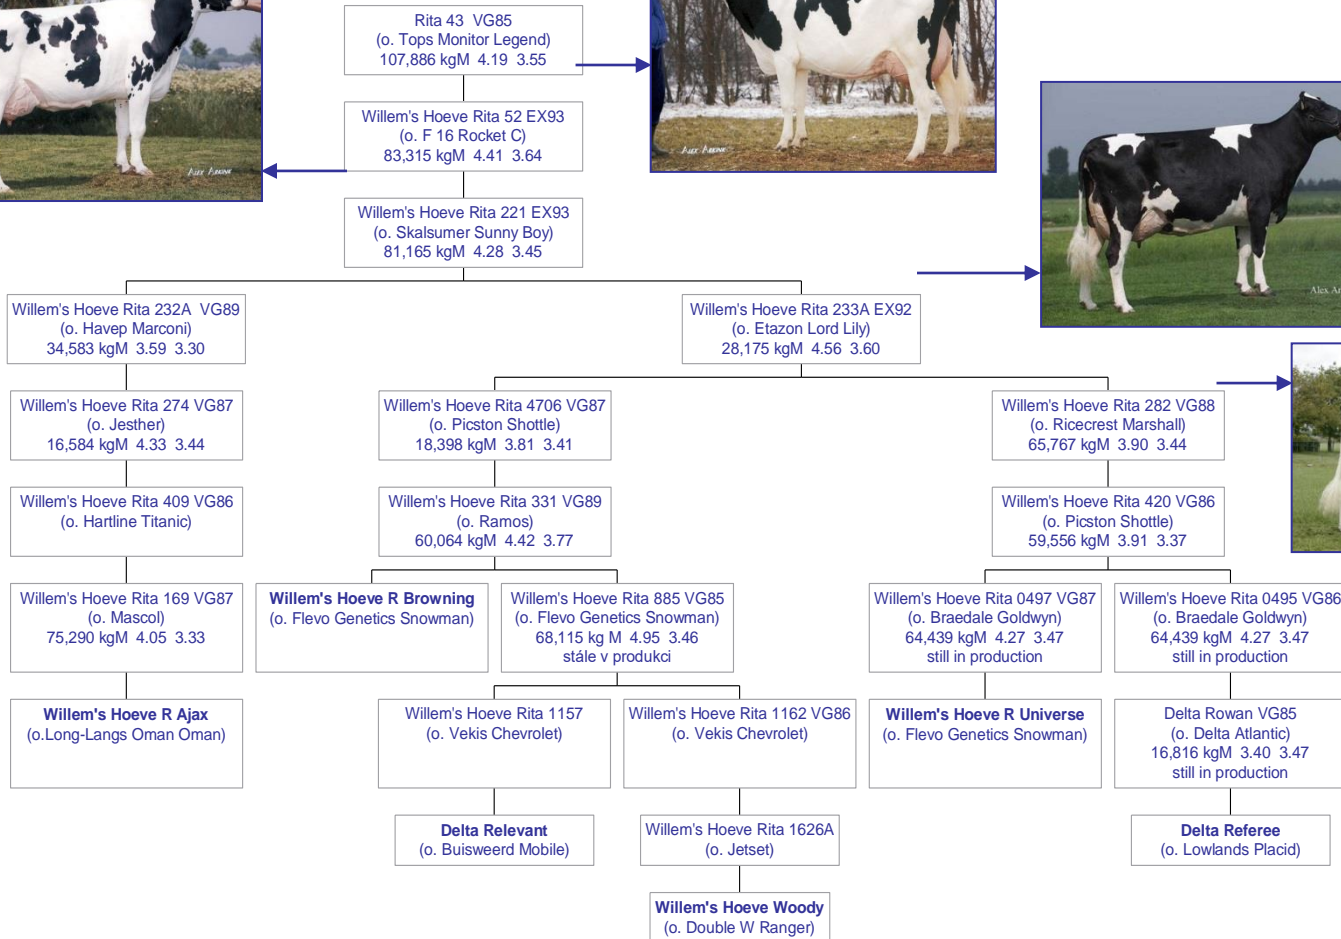 Rita 43 VG85
(o. Tops Monitor Legend)
107,886 kgM 4.19 3.55
Alex Arkink
Willem's Hoeve Rita 52 EX93
(o. F 16 Rocket C)
83,315 kgM 4.41 3.64
Alex Arkink
Willem's Hoeve Rita 221 EX93
(o. Skalsumer Sunny Boy)
81,165 kgM 4.28 3.45
Alex
Willem's Hoeve Rita 232A VG89
(o. Havep Marconi)
34,583 kgM 3.59 3.30
Willem's Hoeve Rita 233A EX92
(o. Etazon Lord Lily)
28,175 kgM 4.56 3.60
Willem's Hoeve Rita 274 VG87
(o. Jesther)
16,584 kgM 4.33 3.44
Willem's Hoeve Rita 4706 VG87
(o. Picston Shottle)
18,398 kgM 3.81 3.41
Willem's Hoeve Rita 282 VG88
(o. Ricecrest Marshall)
65,767 kgM 3.90 3.44
Willem's Hoeve Rita 409 VG86
(o. Hartline Titanic)
Willem's Hoeve Rita 331 VG89
(o. Ramos)
60,064 kgM 4.42 3.77
Willem's Hoeve Rita 420 VG86
(o. Picston Shottle)
59,556 kgM 3.91 3.37
Willem's Hoeve Rita 169 VG87
(o. Mascol)
75,290 kgM 4.05 3.33
Willem's Hoeve R Browning
(o. Flevo Genetics Snowman)
Willem's Hoeve Rita 885 VG85
(o. Flevo Genetics Snowman)
68,115 kg M 4.95 3.46
stále v produkci
Willem's Hoeve Rita 0497 VG87
(o. Braedale Goldwyn)
64,439 kgM 4.27 3.47
still in production
Willem's Hoeve Rita 0495 VG86
(o. Braedale Goldwyn)
64,439 kgM 4.27 3.47
still in production
Willem's Hoeve R Ajax
(o.Long-Langs Oman Oman)
Willem's Hoeve Rita 1157
(o. Vekis Chevrolet)
Willem's Hoeve Rita 1162 VG86
(o. Vekis Chevrolet)
Willem's Hoeve R Universe
(o. Flevo Genetics Snowman)
Delta Rowan VG85
(o. Delta Atlantic)
16,816 kgM 3.40 3.47
still in production
Delta Relevant
(o. Buisweerd Mobile)
Willem's Hoeve Rita 1626A
(o. Jetset)
Delta Referee
(o. Lowlands Placid)
Willem's Hoeve Woody
(o. Double W Ranger)